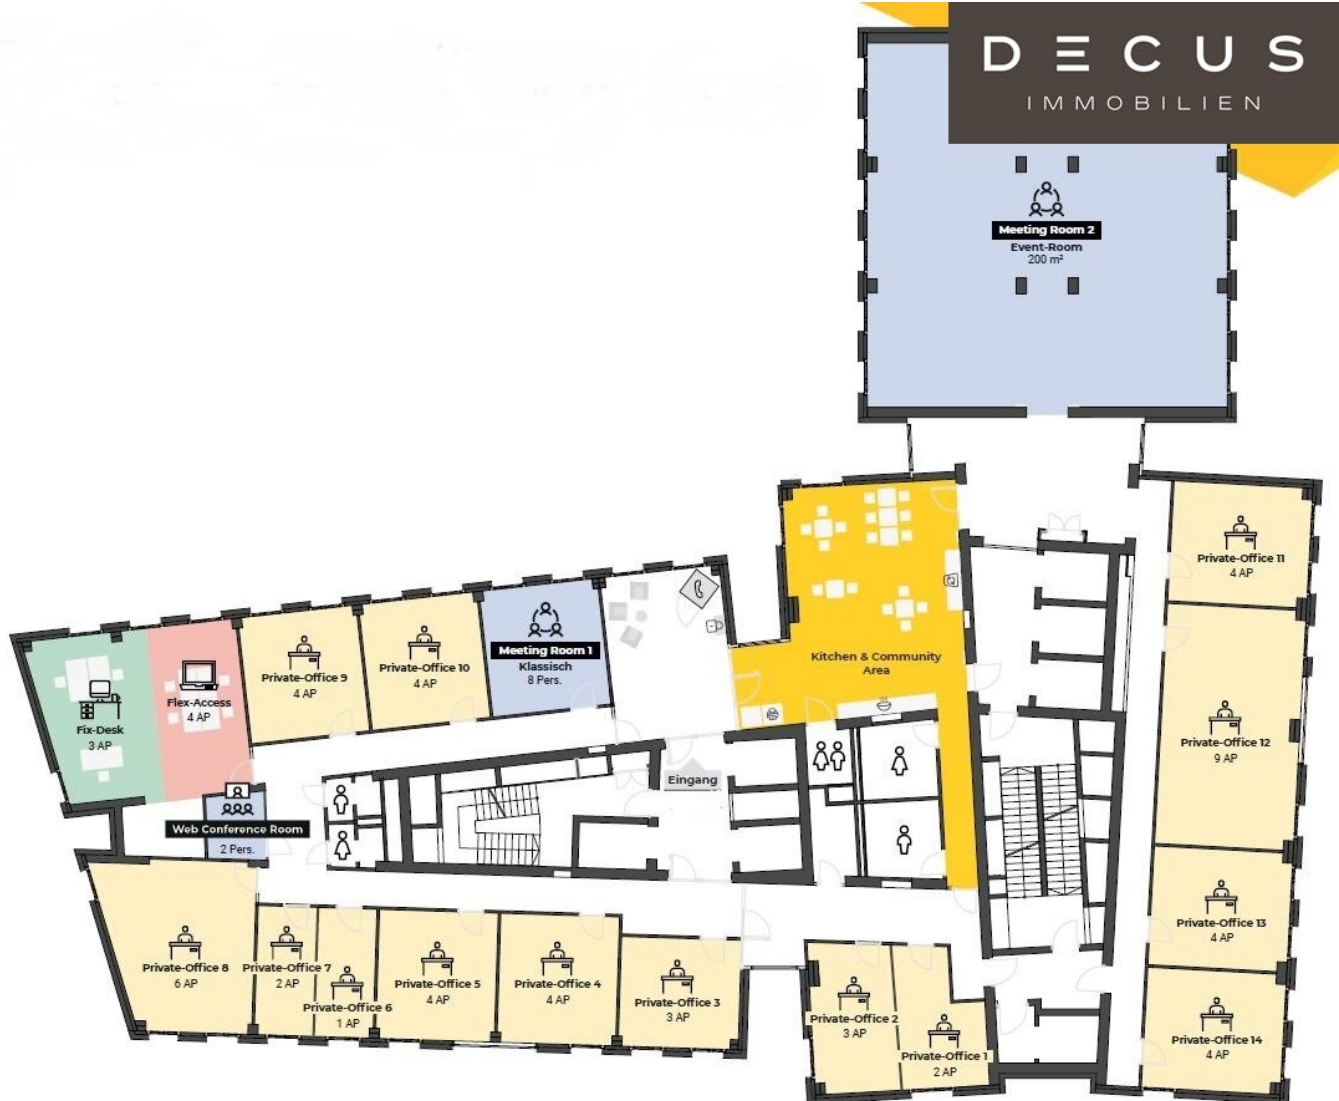 DECUS
IMMOBILIEN
Meeting Room 2
Event-Room
200 m²
Private-Office 11
4 AP
Private-Office 12
9 AP
Private-Office 13
4 AP
Private-Office 14
4 AP
Kitchen & Community
Area
Meeting Room 1
Klassisch
8 Pers.
Private-Office 10
4 AP
Private-Office 9
4 AP
Flex-Access
4 AP
Fix-Desk
3 AP
Eingang
Web Conference Room
2 Pers.
Private-Office 8
6 AP
Private-Office 7
2 AP
Private-Office 6
1 AP
Private-Office 5
4 AP
Private-Office 4
4 AP
Private-Office 3
3 AP
Private-Office 2
3 AP
Private-Office 1
2 AP